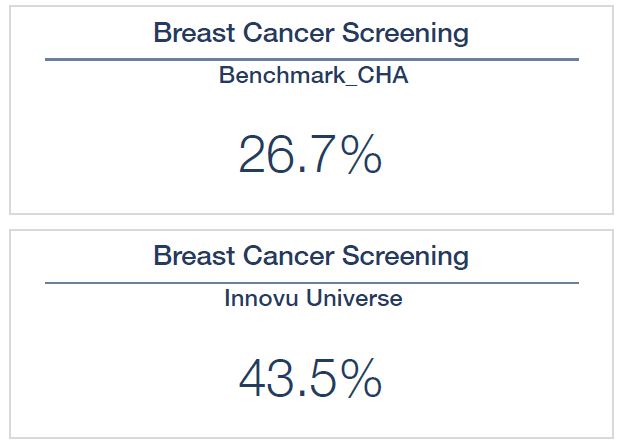 Breast Cancer Screening
Benchmark_CHA
26.7%
Breast Cancer Screening
Innovu Universe
43.5%